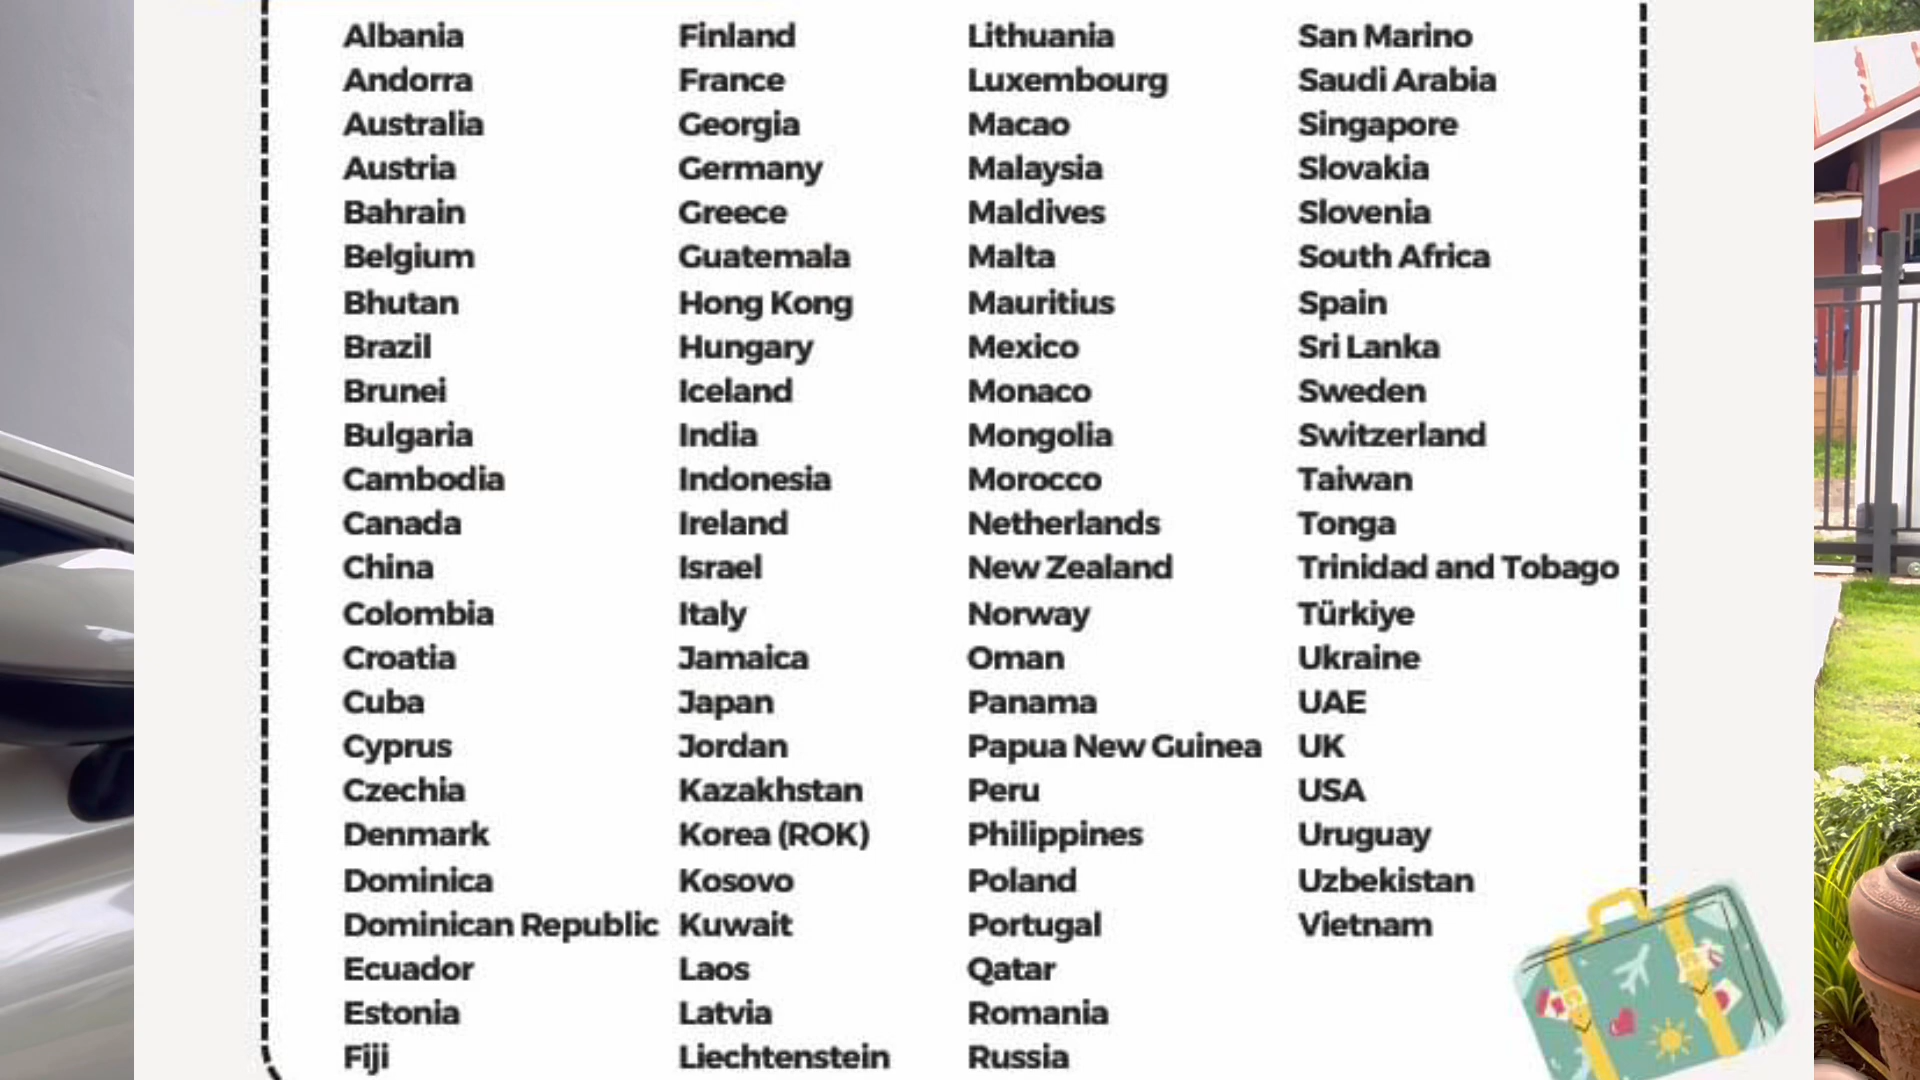 Albania
Andorra
Australia
Austria
Bahrain
Belgium
Bhutan
Brazil
Brunei
Bulgaria
Cambodia
Canada
China
Colombia
Croatia
Cuba
Cyprus
Czechia
Denmark
Dominica
Dominican Republic
Ecuador
Estonia
Fiji
Finland
France
Georgia
Germany
Greece
Guatemala
Hong Kong
Hungary
Iceland
India
Indonesia
Ireland
Israel
Italy
Jamaica
Japan
Jordan
Kazakhstan
Korea (ROK)
Kosovo
Kuwait
Laos
Latvia
Liechtenstein
Lithuania
Luxembourg
Macao
Malaysia
Maldives
Malta
Mauritius
Mexico
Monaco
Mongolia
Morocco
Netherlands
New Zealand
Norway
Oman
Panama
Papua New Guinea
Peru
Philippines
Poland
Portugal
Qatar
Romania
Russia
San Marino
Saudi Arabia
Singapore
Slovakia
Slovenia
South Africa
Spain
Sri Lanka
Sweden
Switzerland
Taiwan
Tonga
Trinidad and Tobago
Türkiye
Ukraine
UAE
UK
USA
Uruguay
Uzbekistan
Vietnam